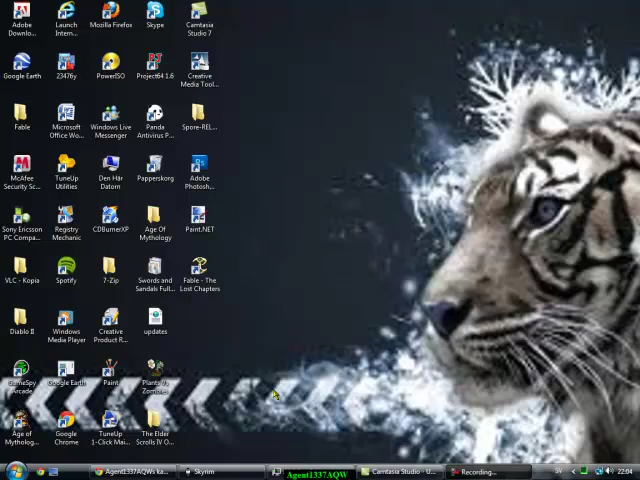 Adobe
Downlo...
Launch
Intern...
Mozilla Firefox
Skype
Camtasia
Studio 7
Google Earth
23476y
PowerISO
Project64 1.6
Creative
Media Tool...
Fable
Microsoft
Office Wo...
Windows Live
Messenger
Panda
Antivirus P...
Spore-REL...
McAfee
Security Sc...
TuneUp
Utilities
Den Här
Datorn
Papperskorg
Adobe
Photosh...
Sony Ericsson
PC Compa...
Registry
Mechanic
CDBurnerXP
Age Of
Mythology
Paint.NET
VLC - Kopia
Spotify
7-Zip
Swords and
Sandals Full...
Fable - The
Lost Chapters
Diablo II
Windows
Media Player
Creative
Product R...
updates
GameSpy
Arcade
Google Earth
Paint
Plants Vs.
Zombies
Age of
Mytholog...
Google
Chrome
TuneUp
1-Click Mai...
The Elder
Scrolls IV O...
Agent1337AQWs ka...
Skyrim
Agent1337AQW
Camtasia Studio - U...
Recording...
SV
22:04